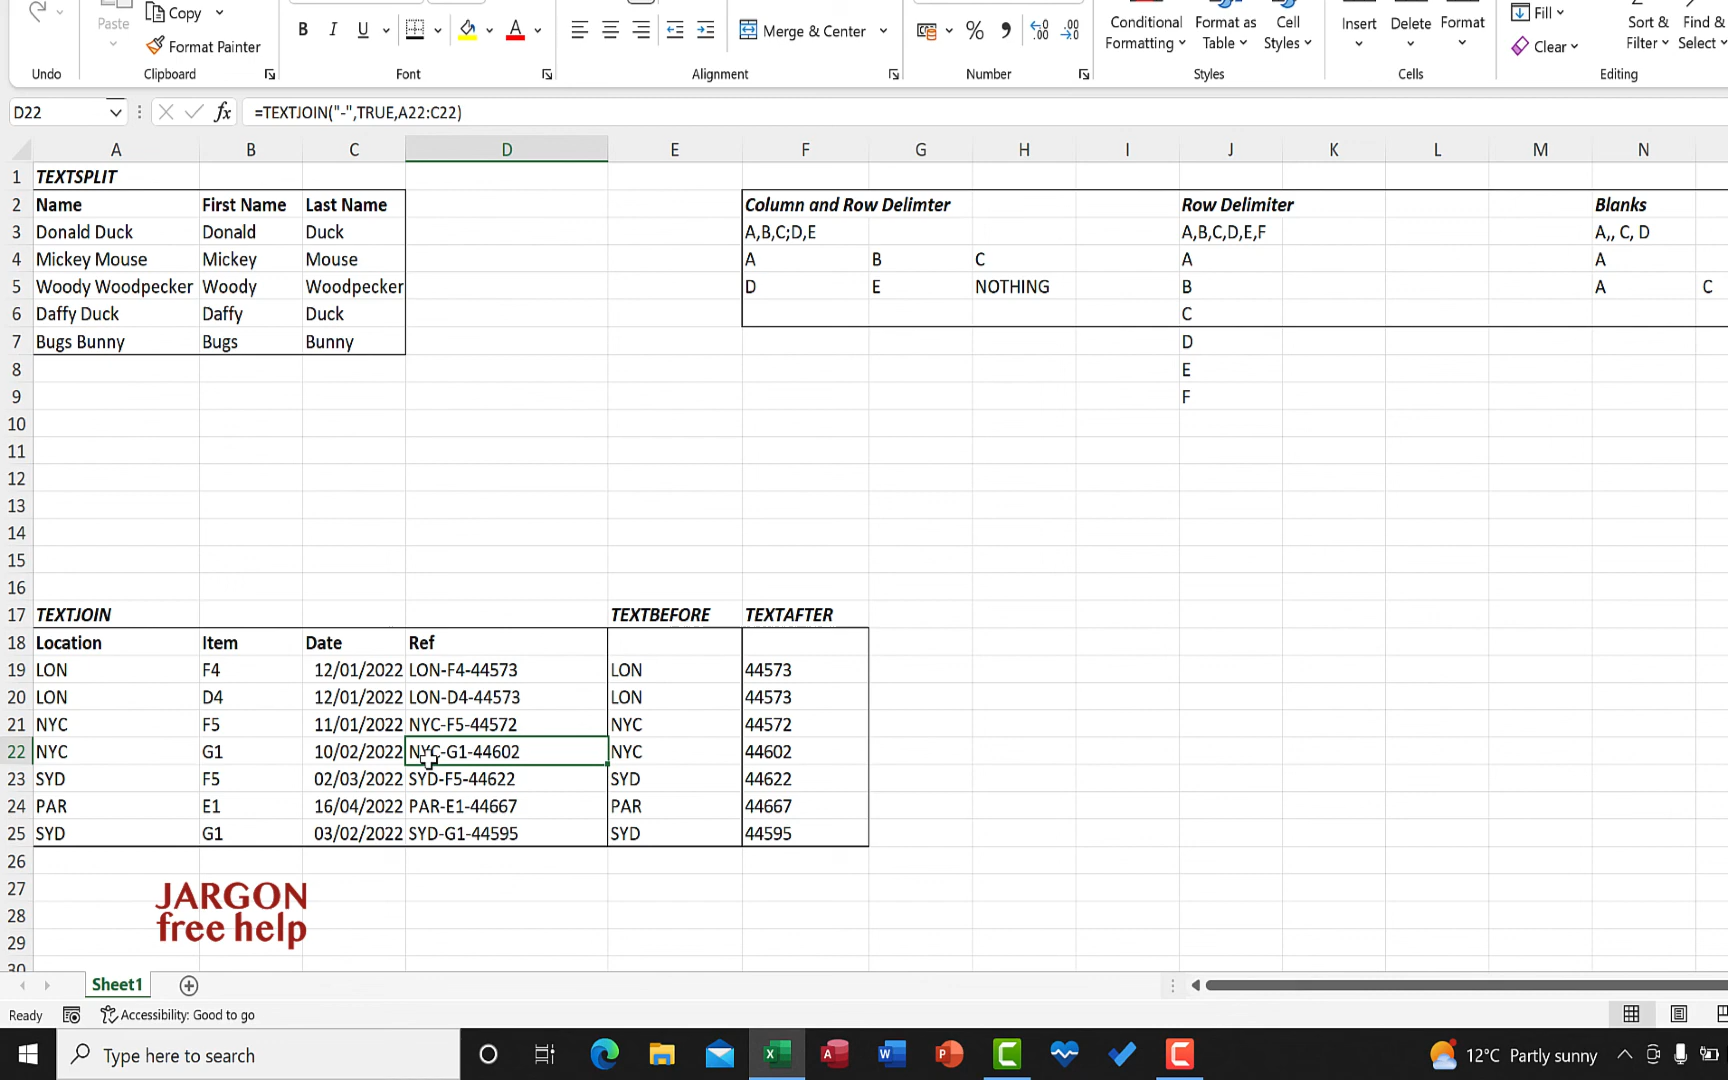 Copy
Paste
Format Painter
B I U A
Merge & Center
%
Conditional Formatting
Format as Table
Cell Styles
Insert Delete Format
Fill
Clear
Sort & Filter
Find & Select
Undo Clipboard Font Alignment Number Styles Cells Editing
D22 fx =TEXTJOIN("-",TRUE,A22:C22)
A B C D E F G H I J K L M N
1 TEXTSPLIT
2 Name First Name Last Name Column and Row Delimter Row Delimiter Blanks
3 Donald Duck Donald Duck A,B,C;D,E A,B,C,D,E,F A,, C, D
4 Mickey Mouse Mickey Mouse A B C A A
5 Woody Woodpecker Woody Woodpecker D E NOTHING B A C
6 Daffy Duck Daffy Duck C
7 Bugs Bunny Bugs Bunny D
8 E
9 F
10
11
12
13
14
15
16
17 TEXTJOIN TEXTBEFORE TEXTAFTER
18 Location Item Date Ref
19 LON F4 12/01/2022 LON-F4-44573 LON 44573
20 LON D4 12/01/2022 LON-D4-44573 LON 44573
21 NYC F5 11/01/2022 NYC-F5-44572 NYC 44572
22 NYC G1 10/02/2022 NYC-G1-44602 NYC 44602
23 SYD F5 02/03/2022 SYD-F5-44622 SYD 44622
24 PAR E1 16/04/2022 PAR-E1-44667 PAR 44667
25 SYD G1 03/02/2022 SYD-G1-44595 SYD 44595
26
27
28
29
30
JARGON
free help
Sheet1
Ready Accessibility: Good to go
Type here to search
12°C Partly sunny